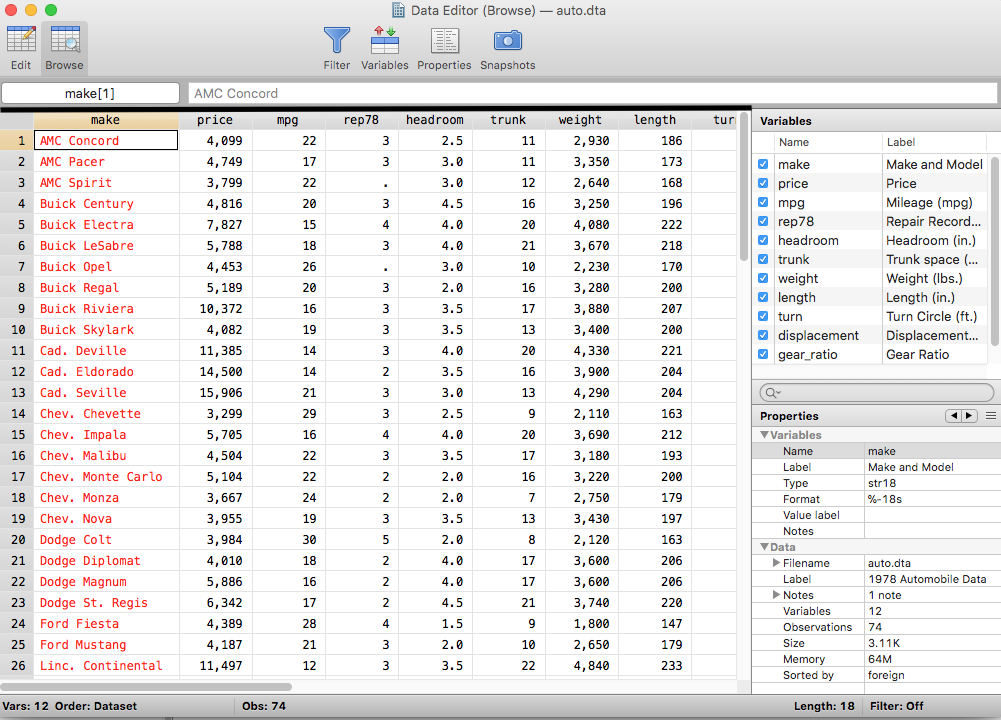 Data Editor (Browse) — auto.dta
Edit Browse Filter Variables Properties Snapshots
make[1] AMC Concord
make price mpg rep78 headroom trunk weight length tur
1 AMC Concord 4,099 22 3 2.5 11 2,930 186
2 AMC Pacer 4,749 17 3 3.0 11 3,350 173
3 AMC Spirit 3,799 22 . 3.0 12 2,640 168
4 Buick Century 4,816 20 3 4.5 16 3,250 196
5 Buick Electra 7,827 15 4 4.0 20 4,080 222
6 Buick LeSabre 5,788 18 3 4.0 21 3,670 218
7 Buick Opel 4,453 26 . 3.0 10 2,230 170
8 Buick Regal 5,189 20 3 2.0 16 3,280 200
9 Buick Riviera 10,372 16 3 3.5 17 3,880 207
10 Buick Skylark 4,082 19 3 3.5 13 3,400 200
11 Cad. Deville 11,385 14 3 4.0 20 4,330 221
12 Cad. Eldorado 14,500 14 2 3.5 16 3,900 204
13 Cad. Seville 15,906 21 3 3.0 13 4,290 204
14 Chev. Chevette 3,299 29 3 2.5 9 2,110 163
15 Chev. Impala 5,705 16 4 4.0 20 3,690 212
16 Chev. Malibu 4,504 22 3 3.5 17 3,180 193
17 Chev. Monte Carlo 5,104 22 2 2.0 16 3,220 200
18 Chev. Monza 3,667 24 2 2.0 7 2,750 179
19 Chev. Nova 3,955 19 3 3.5 13 3,430 197
20 Dodge Colt 3,984 30 5 2.0 8 2,120 163
21 Dodge Diplomat 4,010 18 2 4.0 17 3,600 206
22 Dodge Magnum 5,886 16 2 4.0 17 3,600 206
23 Dodge St. Regis 6,342 17 2 4.5 21 3,740 220
24 Ford Fiesta 4,389 28 4 1.5 9 1,800 147
25 Ford Mustang 4,187 21 3 2.0 10 2,650 179
26 Linc. Continental 11,497 12 3 3.5 22 4,840 233
Variables
Name Label
make Make and Model
price Price
mpg Mileage (mpg)
rep78 Repair Record...
headroom Headroom (in.)
trunk Trunk space (...
weight Weight (lbs.)
length Length (in.)
turn Turn Circle (ft.)
displacement Displacement...
gear_ratio Gear Ratio
Properties
Variables
Name make
Label Make and Model
Type str18
Format %-18s
Value label
Notes
Data
Filename auto.dta
Label 1978 Automobile Data
Notes 1 note
Variables 12
Observations 74
Size 3.11K
Memory 64M
Sorted by foreign
Vars: 12 Order: Dataset Obs: 74 Length: 18 Filter: Off